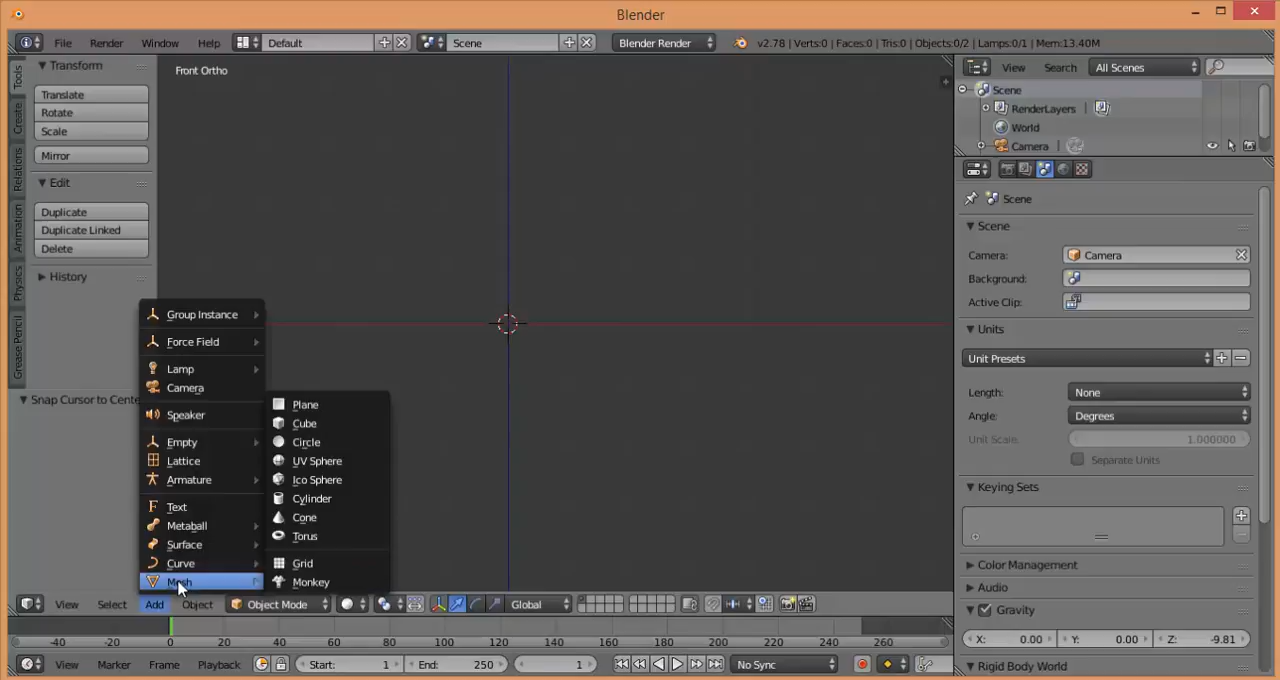 Blender
File Render Window Help Default Scene Blender Render v2.78 | Verts:0 | Faces:0 | Tris:0 | Objects:0/2 | Lamps:0/1 | Mem:13.40M
Tools
Create
Relations
Animation
Physics
Grease Pencil
Transform
Translate
Rotate
Scale
Mirror
Edit
Duplicate
Duplicate Linked
Delete
History
Snap Cursor to Cente
Front Ortho
Group Instance
Force Field
Lamp
Camera
Speaker
Empty
Lattice
Armature
Text
Metaball
Surface
Curve
Mesh
Plane
Cube
Circle
UV Sphere
Ico Sphere
Cylinder
Cone
Torus
Grid
Monkey
View Select Add Object Object Mode Global
-40 -20 0 20 40 60 80 100 120 140 160 180 200 220 240 260
View Marker Frame Playback Start: 1 End: 250 1 No Sync
View Search All Scenes
Scene
RenderLayers
World
Camera
Scene
Scene
Camera: Camera
Background:
Active Clip:
Units
Unit Presets
Length: None
Angle: Degrees
Unit Scale: 1.000000
Separate Units
Keying Sets
Color Management
Audio
Gravity
X: 0.00 Y: 0.00 Z: -9.81
Rigid Body World